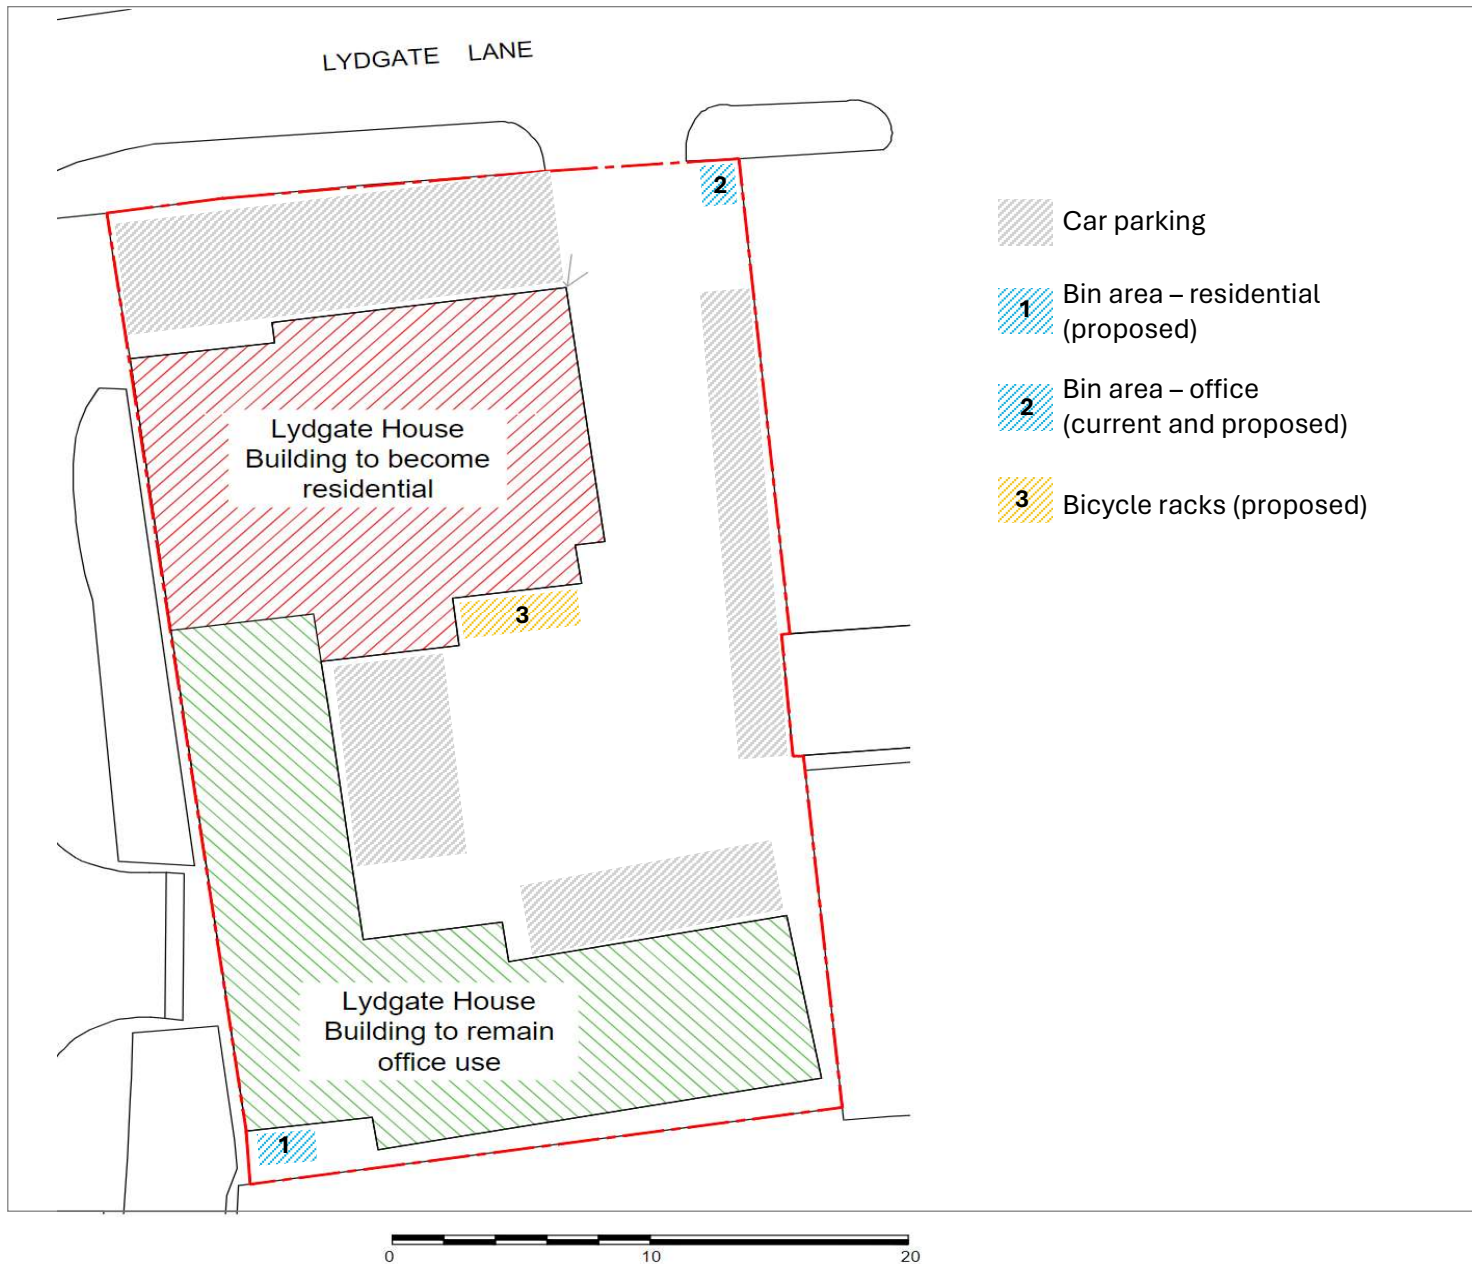 LYDGATE LANE
2
Car parking
1
Bin area – residential
(proposed)
2
Bin area – office
(current and proposed)
3
Bicycle racks (proposed)
Lydgate House
Building to become
residential
3
Lydgate House
Building to remain
office use
1
0 10 20